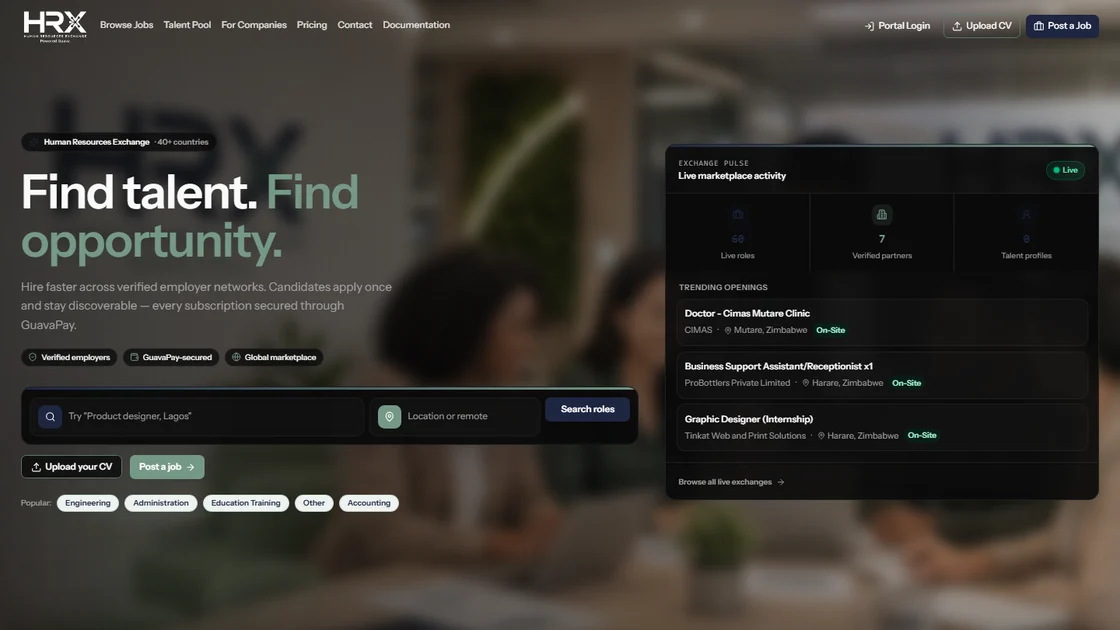 HRX
HUMAN RESOURCES EXCHANGE
Browse Jobs
Talent Pool
For Companies
Pricing
Contact
Documentation
Portal Login
Upload CV
Post a Job
Human Resources Exchange · 40+ countries
Find talent. Find
opportunity.
Hire faster across verified employer networks. Candidates apply once
and stay discoverable — every subscription secured through
GuavaPay.
Verified employers
GuavaPay-secured
Global marketplace
Try "Product designer, Lagos"
Location or remote
Search roles
Upload your CV
Post a job →
Popular:
Engineering
Administration
Education Training
Other
Accounting
EXCHANGE PULSE
Live marketplace activity
Live
60
Live roles
7
Verified partners
0
Talent profiles
TRENDING OPENINGS
Doctor - Cimas Mutare Clinic
CIMAS · Mutare, Zimbabwe On-Site
Business Support Assistant/Receptionist x1
ProBottlers Private Limited · Harare, Zimbabwe On-Site
Graphic Designer (Internship)
Tinkat Web and Print Solutions · Harare, Zimbabwe On-Site
Browse all live exchanges →